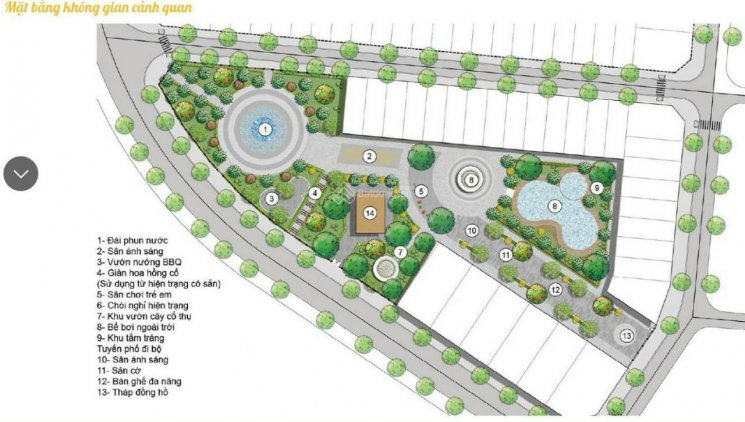 Mặt bằng không gian cảnh quan
1
2
3
4
5
6
7
8
9
10
11
12
13
14
1- Đài phun nước
2- Sân ánh sáng
3- Vườn nướng BBQ
4- Giàn hoa hồng cổ
(Sử dụng từ hiện trạng có sẵn)
5- Sân chơi trẻ em
6- Chòi nghỉ hiện trạng
7- Khu vườn cây cổ thụ
8- Bể bơi ngoài trời
9- Khu tắm tráng
Tuyến phố đi bộ
10- Sân ánh sáng
11- Sân cờ
12- Bàn ghế đa năng
13- Tháp đồng hồ